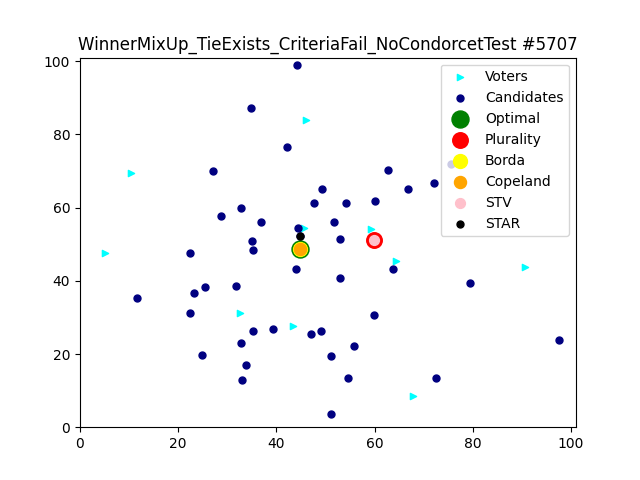 WinnerMixUp_TieExists_CriteriaFail_NoCondorcetTest #5707
100
80
60
40
20
0
0 20 40 60 80 100
Voters
Candidates
Optimal
Plurality
Borda
Copeland
STV
STAR